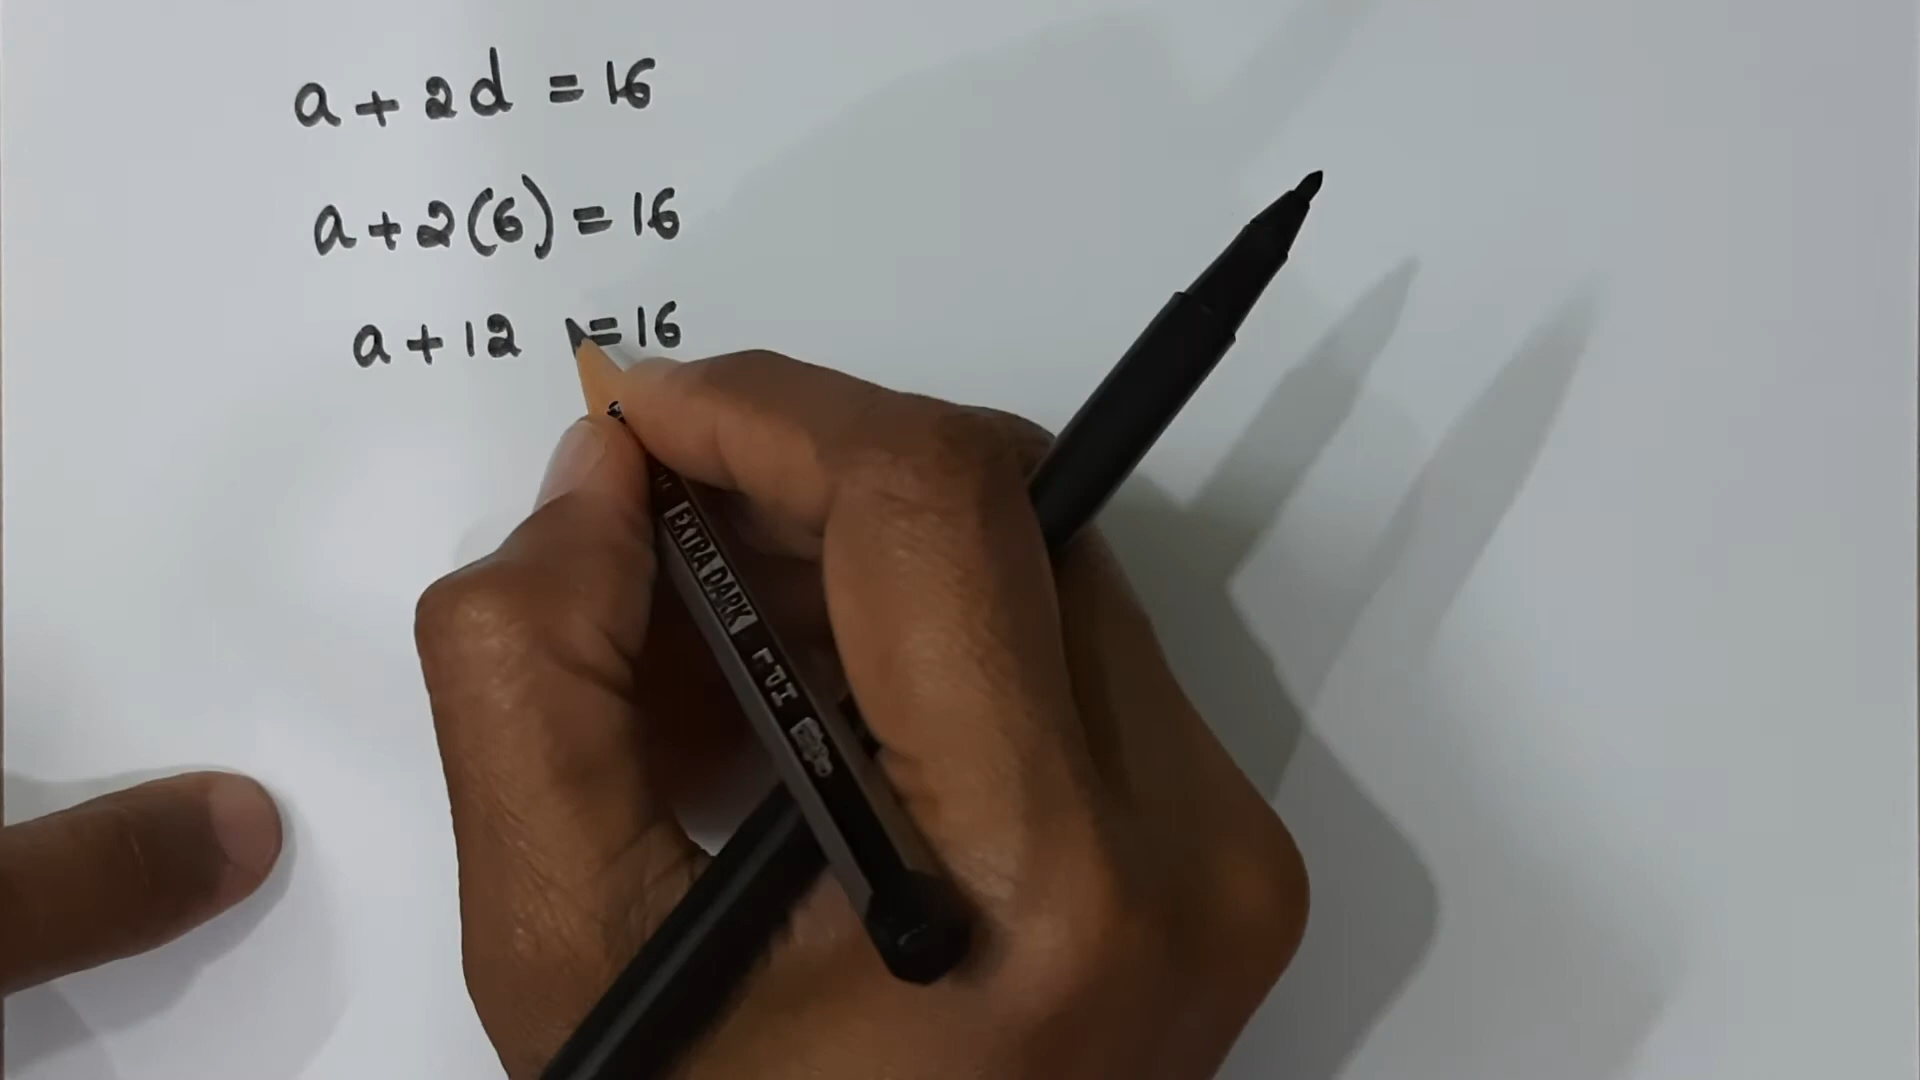 a + 2d = 16
a + 2(6) = 16
a + 12 = 16
EXTRA DARK